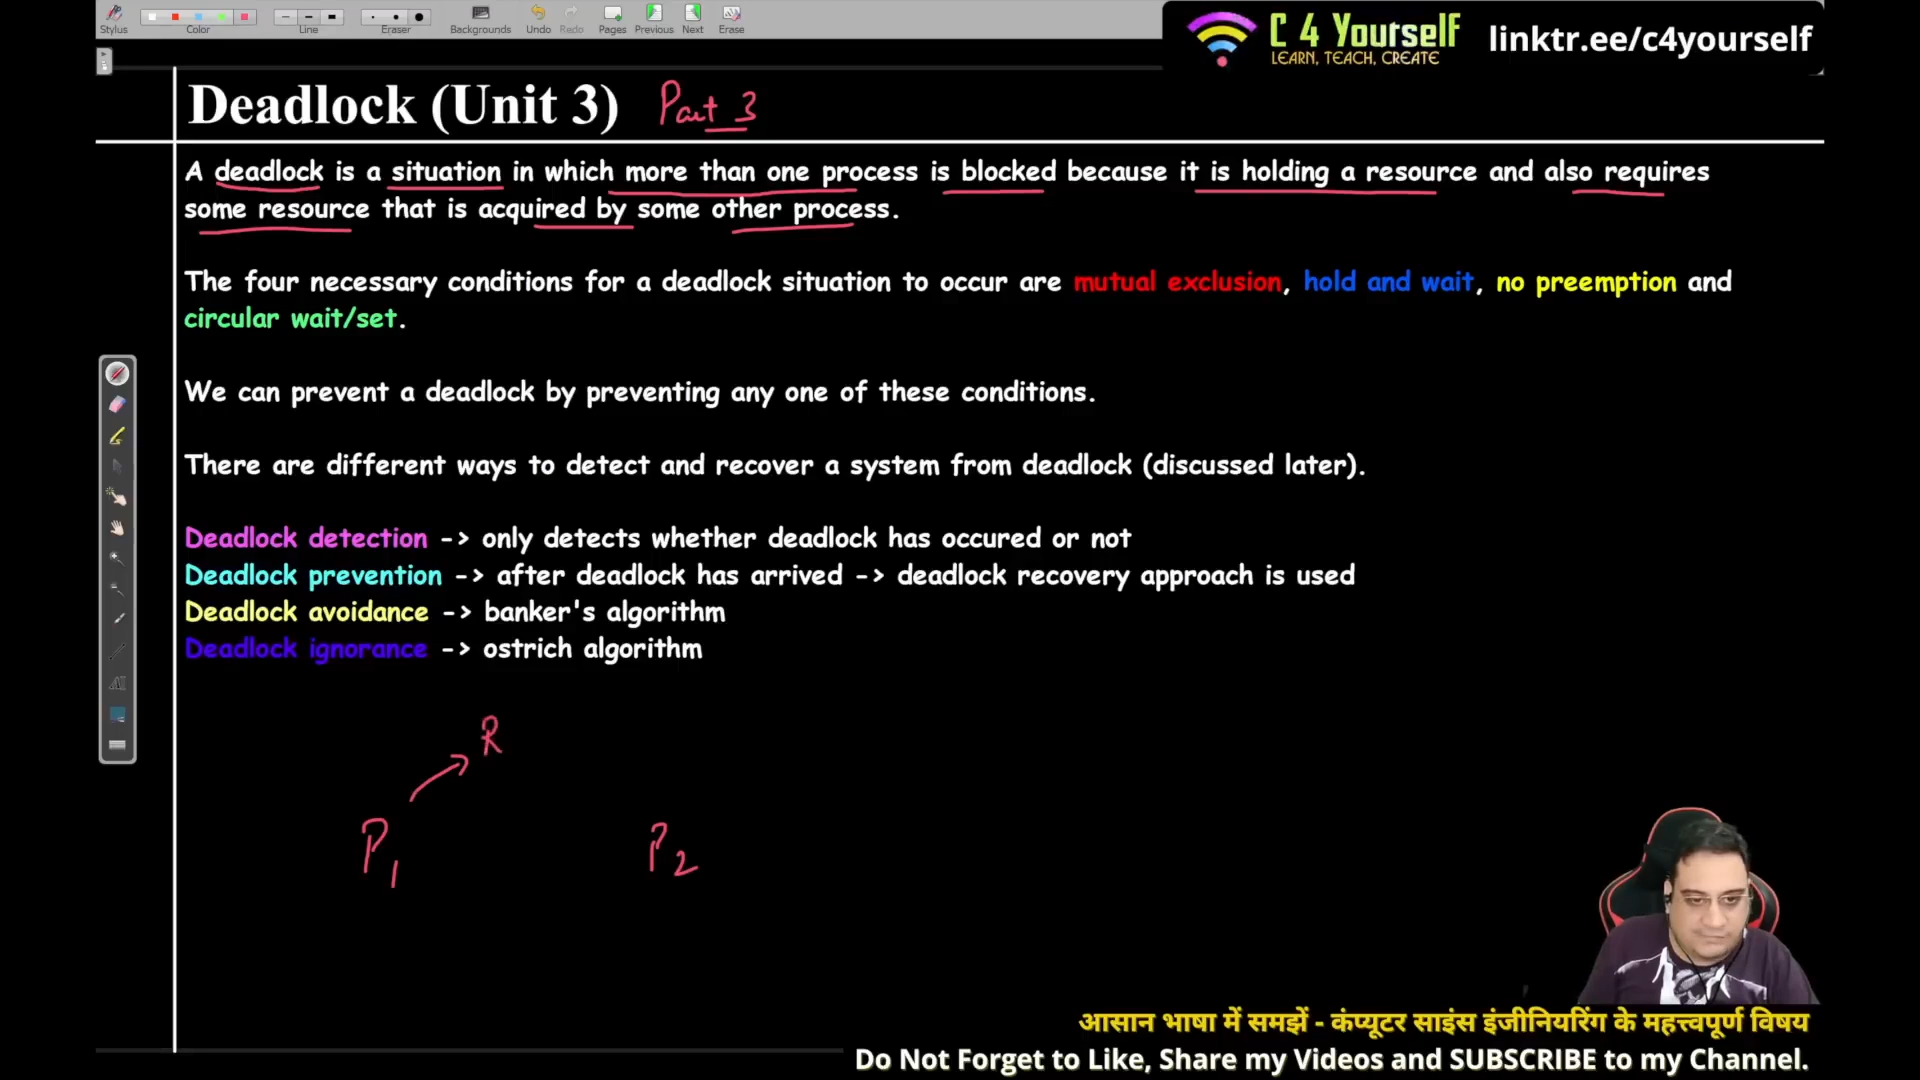 Stylus Color Line Eraser Backgrounds Undo Redo Pages Previous Next Erase
C 4 Yourself
LEARN, TEACH, CREATE
linktr.ee/c4yourself
Deadlock (Unit 3) Part 3
A deadlock is a situation in which more than one process is blocked because it is holding a resource and also requires
some resource that is acquired by some other process.
The four necessary conditions for a deadlock situation to occur are mutual exclusion, hold and wait, no preemption and
circular wait/set.
We can prevent a deadlock by preventing any one of these conditions.
There are different ways to detect and recover a system from deadlock (discussed later).
Deadlock detection -> only detects whether deadlock has occured or not
Deadlock prevention -> after deadlock has arrived -> deadlock recovery approach is used
Deadlock avoidance -> banker's algorithm
Deadlock ignorance -> ostrich algorithm
R
P1 P2
आसान भाषा में समझें - कंप्यूटर साइंस इंजीनियरिंग के महत्त्वपूर्ण विषय
Do Not Forget to Like, Share my Videos and SUBSCRIBE to my Channel.